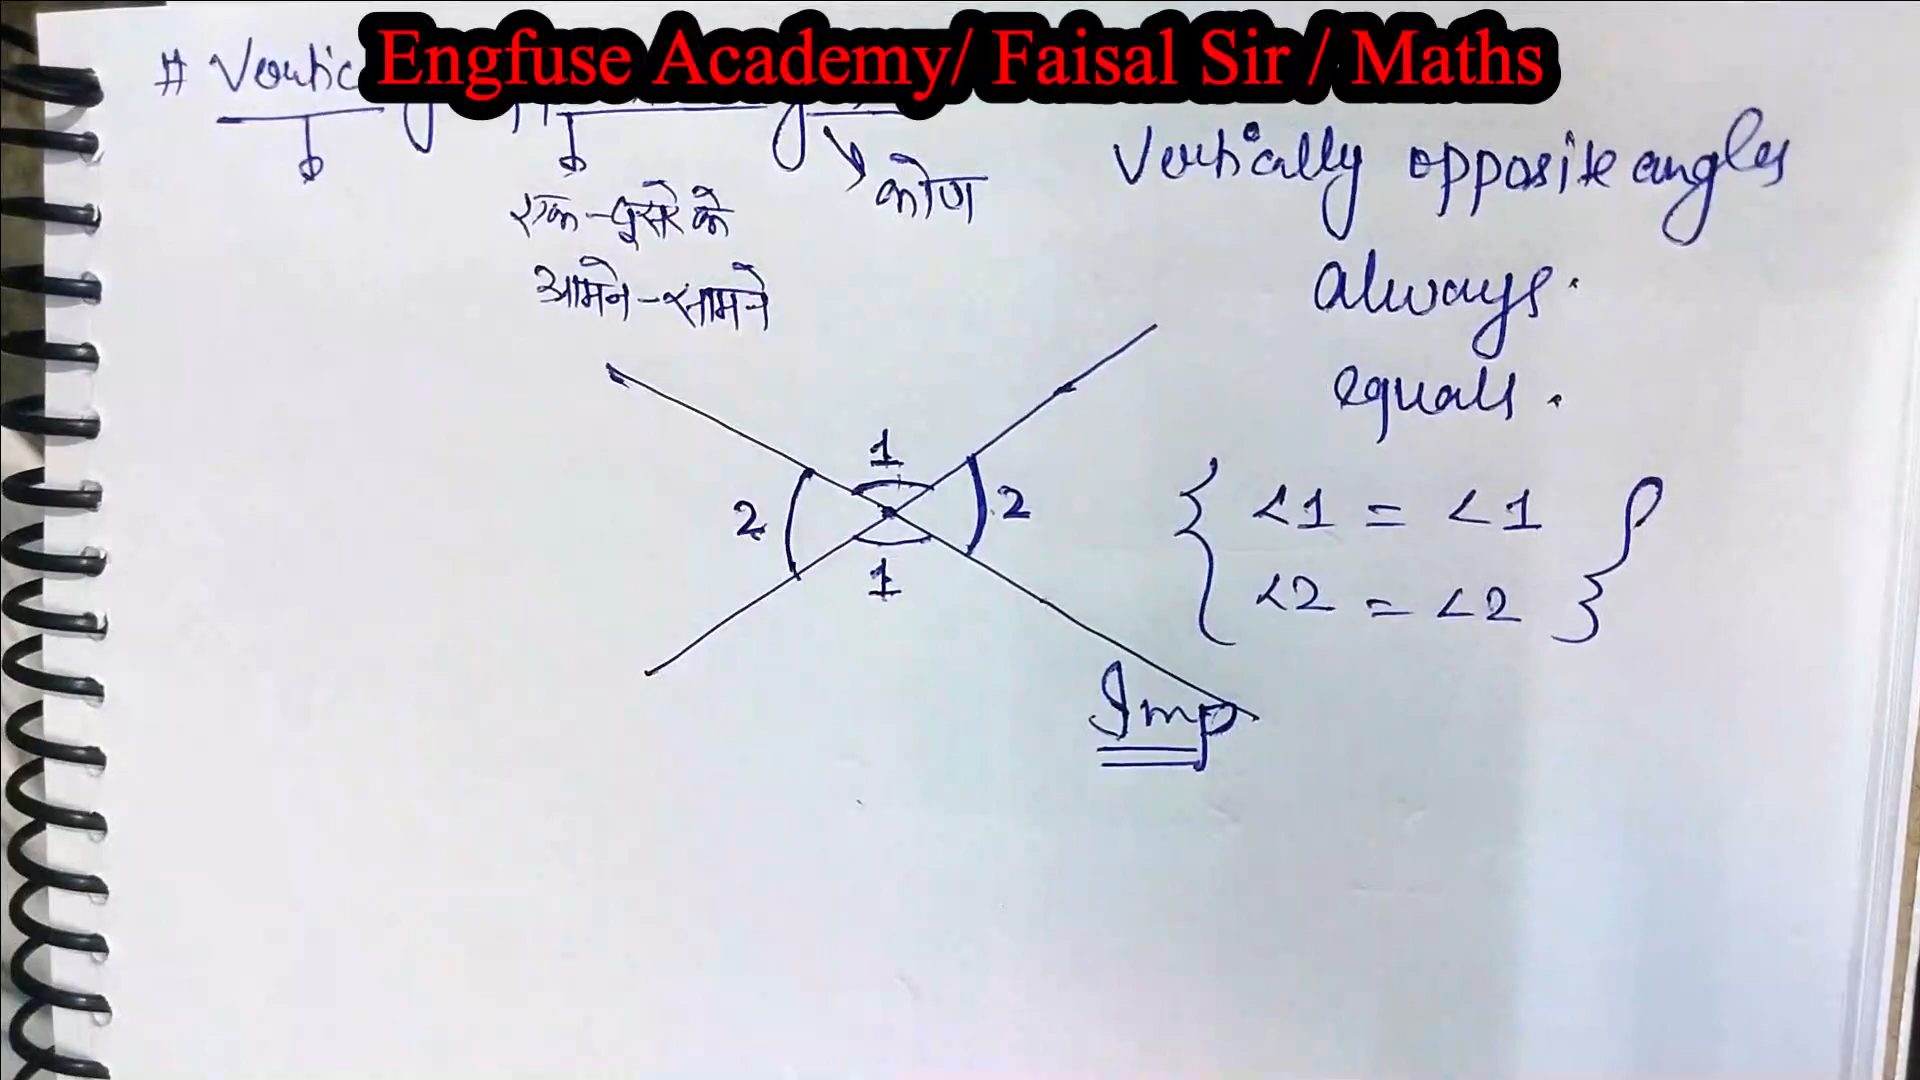 Engfuse Academy/ Faisal Sir / Maths
#
कोण
एक-दूसरे के
आमने-सामने
Vertically opposite angles
always.
equals.
1
2
2
1
{ ∠1 = ∠1
∠2 = ∠2 }
Imp